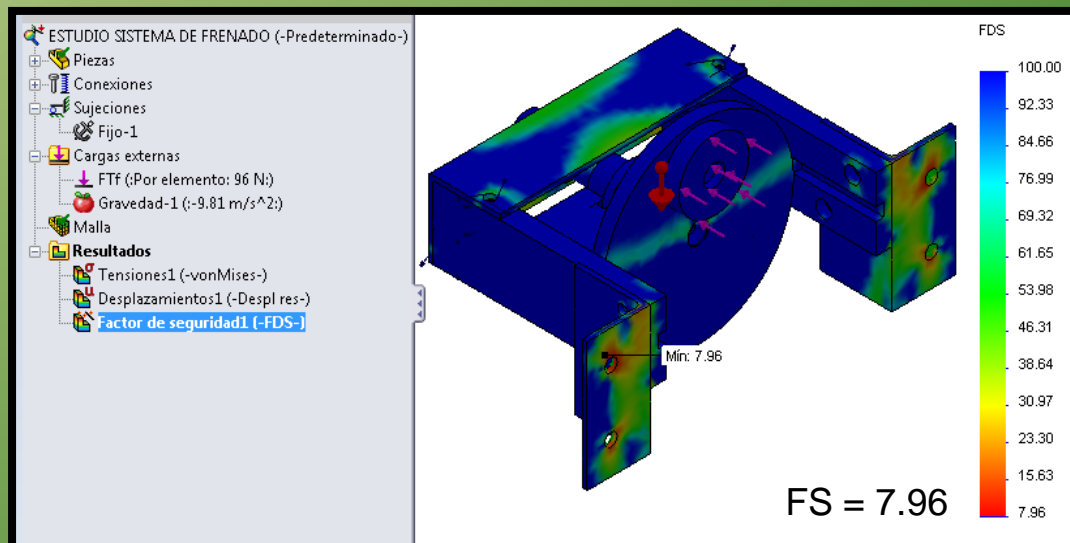 ESTUDIO SISTEMA DE FRENADO (-Predeterminado-)
Piezas
Conexiones
Sujeciones
Fijo-1
Cargas externas
FTf (:Por elemento: 96 N:)
Gravedad-1 (:-9.81 m/s^2:)
Malla
Resultados
Tensiones1 (-vonMises-)
Desplazamientos1 (-Despl res-)
Factor de seguridad1 (-FDS-)
Mín: 7.96
FS = 7.96
FDS
100.00
92.33
84.66
76.99
69.32
61.65
53.98
46.31
38.64
30.97
23.30
15.63
7.96